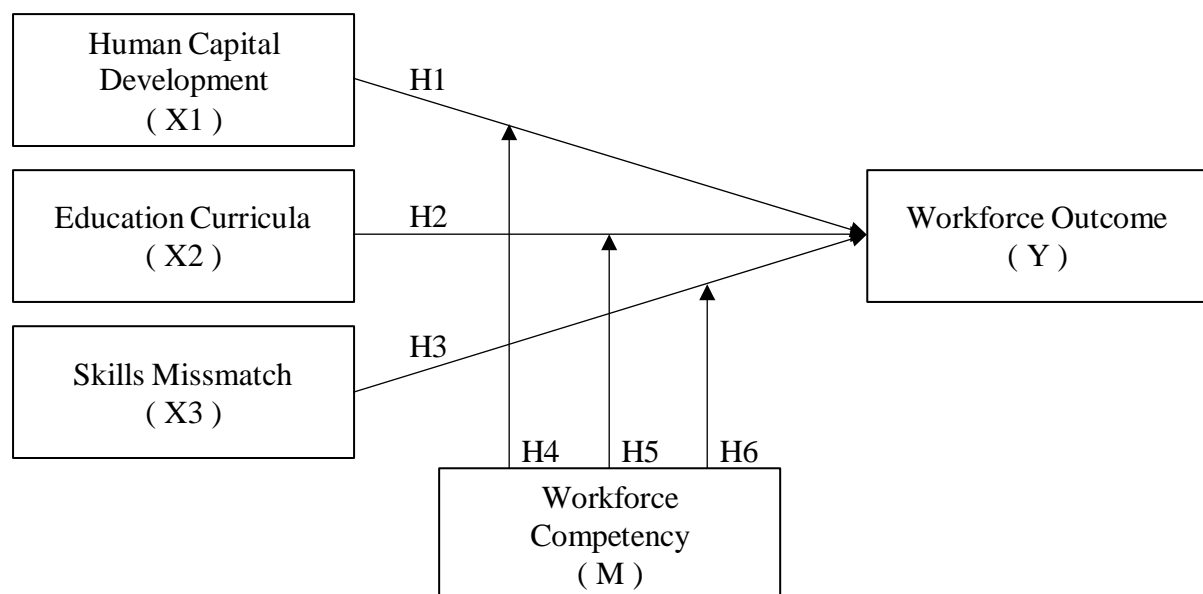 Human Capital
Development
( X1 )
H1
Education Curricula
( X2 )
H2
Workforce Outcome
( Y )
Skills Missmatch
( X3 )
H3
H4
H5
H6
Workforce
Competency
( M )